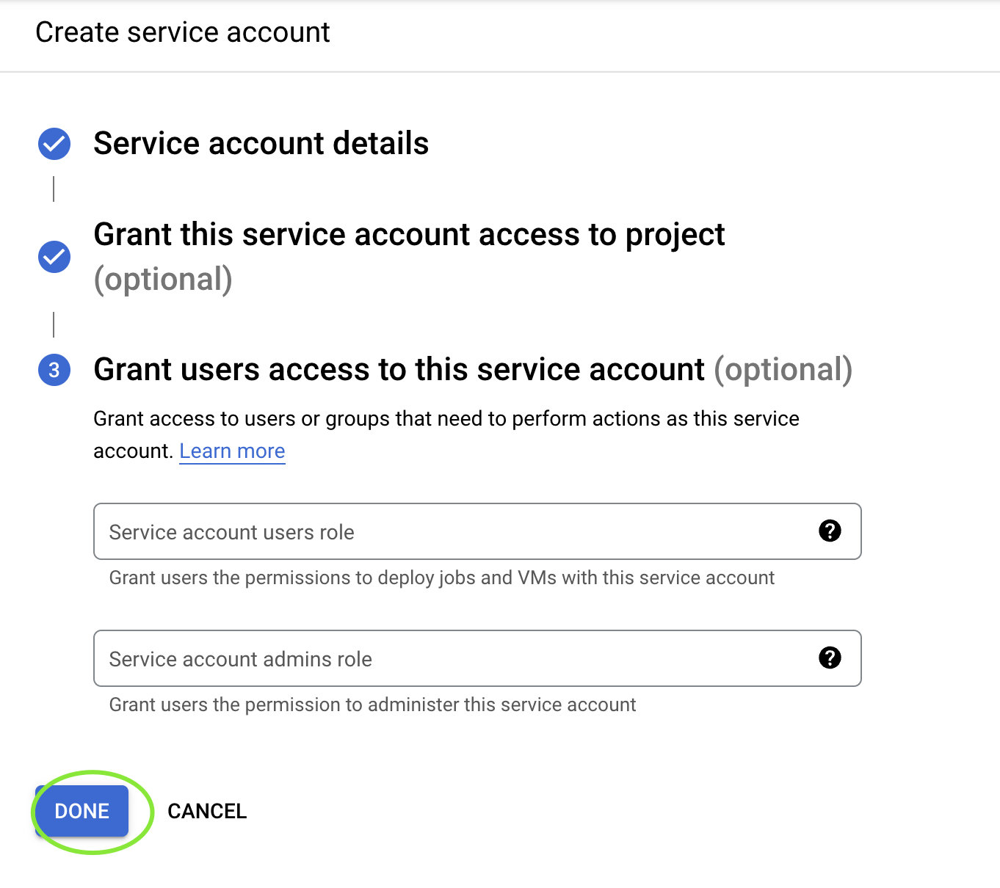 Create service account
Service account details
Grant this service account access to project
(optional)
3 Grant users access to this service account (optional)
Grant access to users or groups that need to perform actions as this service
account. Learn more
Service account users role ?
Grant users the permissions to deploy jobs and VMs with this service account
Service account admins role ?
Grant users the permission to administer this service account
DONE CANCEL